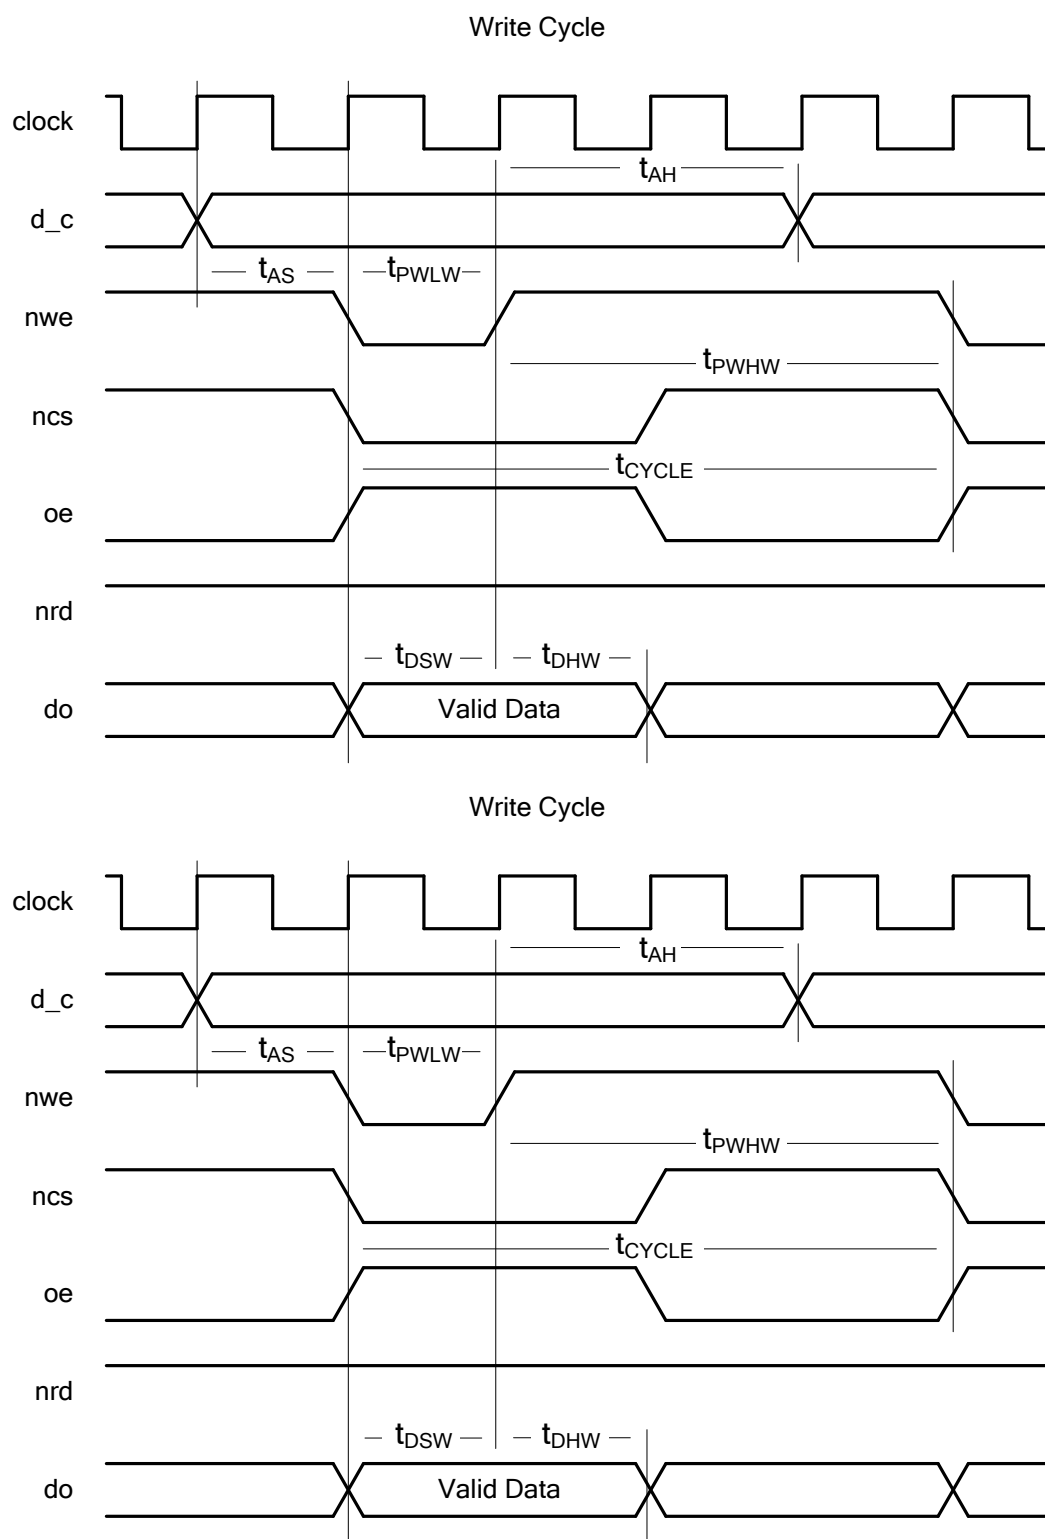 Write Cycle
clock
tAH
d_c
tAS tPWLW
nwe
tPWHW
ncs
tCYCLE
oe
nrd
tDSW tDHW
do Valid Data
Write Cycle
clock
tAH
d_c
tAS tPWLW
nwe
tPWHW
ncs
tCYCLE
oe
nrd
tDSW tDHW
do Valid Data